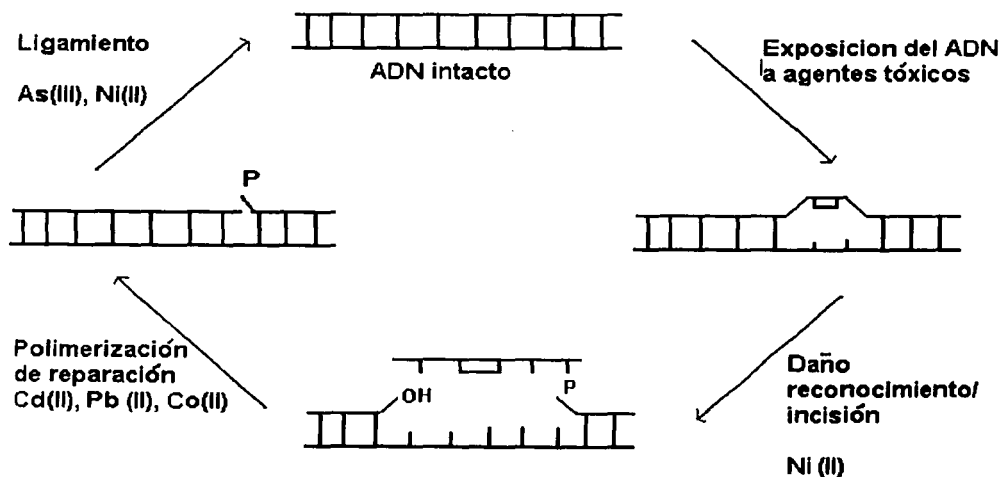 Ligamiento
As(III), Ni(II)
ADN intacto
Exposicion del ADN
a agentes tóxicos
P
Polimerización
de reparación
Cd(II), Pb (II), Co(II)
OH
P
Daño
reconocimiento/
incisión
Ni (II)